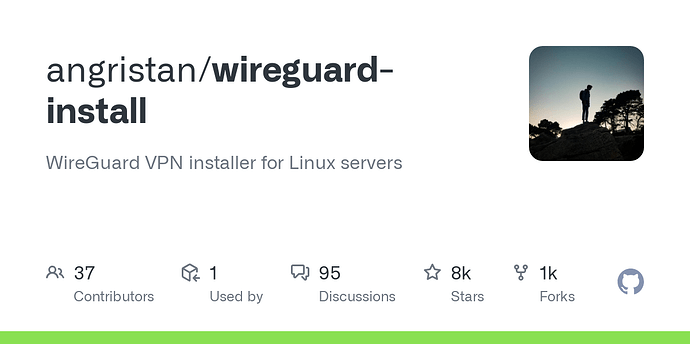 angristan/wireguard-
install
WireGuard VPN installer for Linux servers
37
Contributors
1
Used by
95
Discussions
8k
Stars
1k
Forks